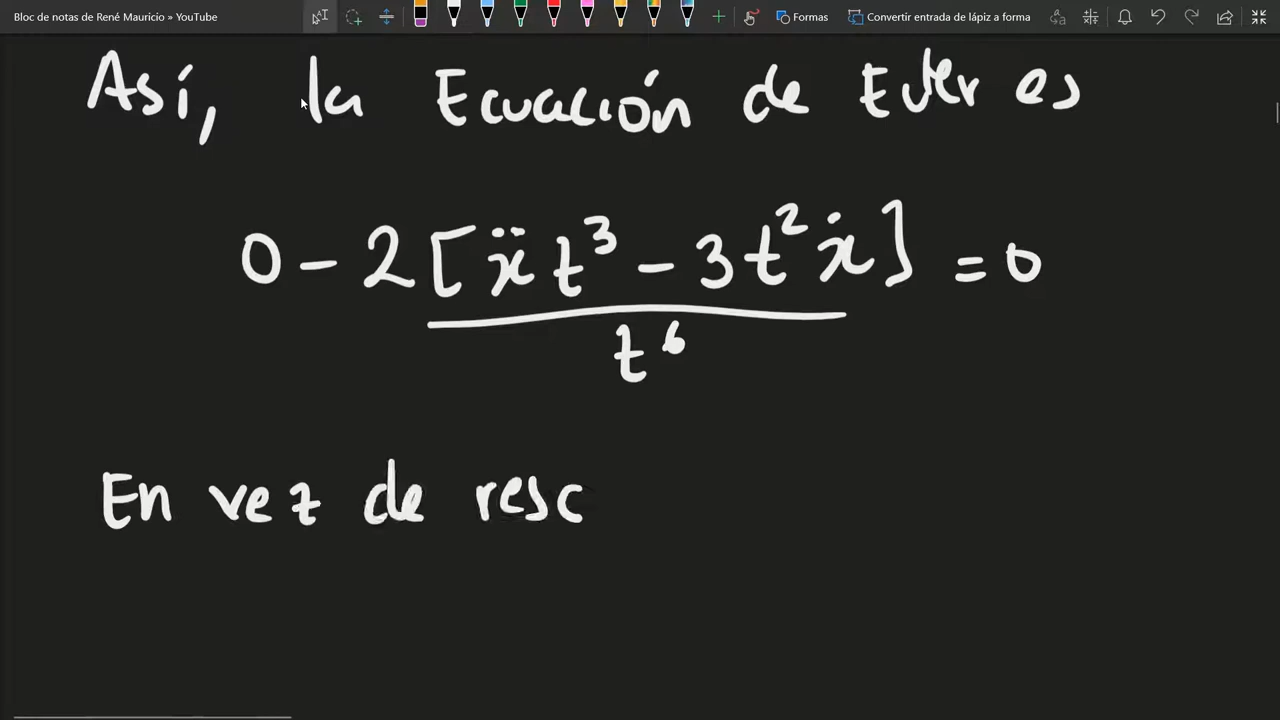 Bloc de notas de René Mauricio » YouTube Formas Convertir entrada de lápiz a forma
Así, la Ecuación de Euler es
0 - 2 [ẍt³ - 3t²ẋ] = 0
t⁶
En vez de resc